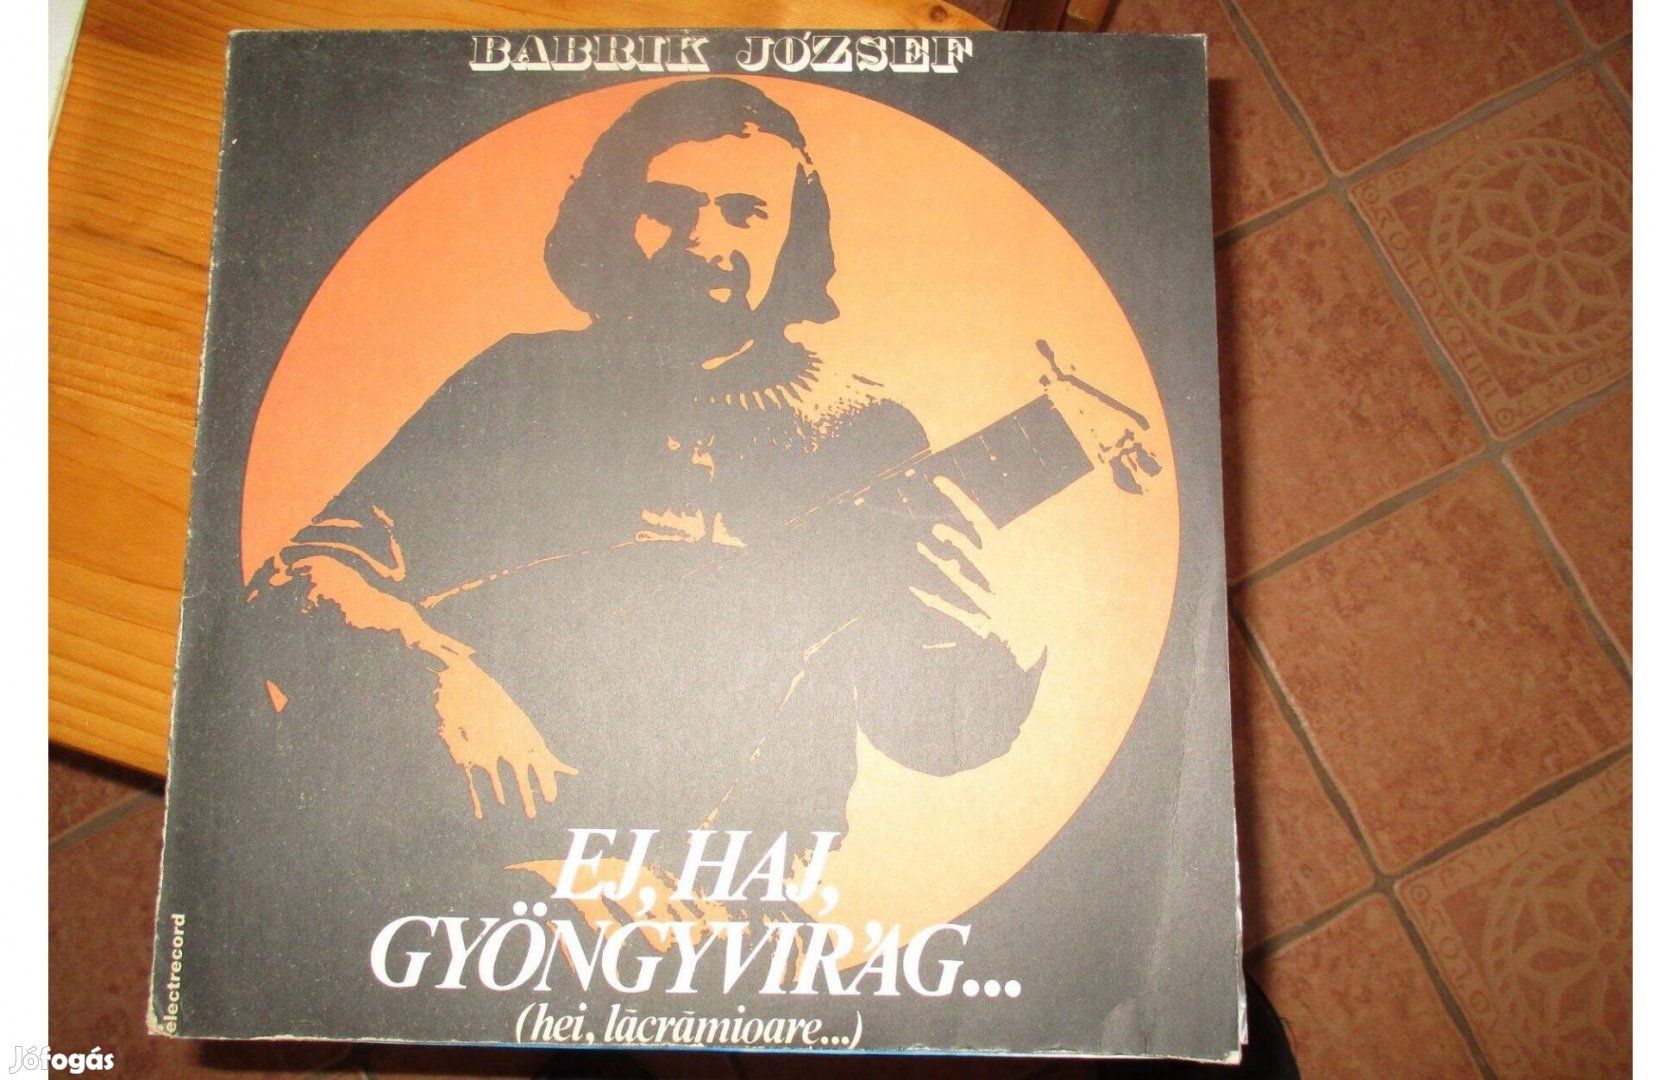 BABRIK JÓZSEF
EJ, HAJ,
GYÖNGYVIRÁG...
(hei, lăcrămioare...)
electrecord
Jófogás